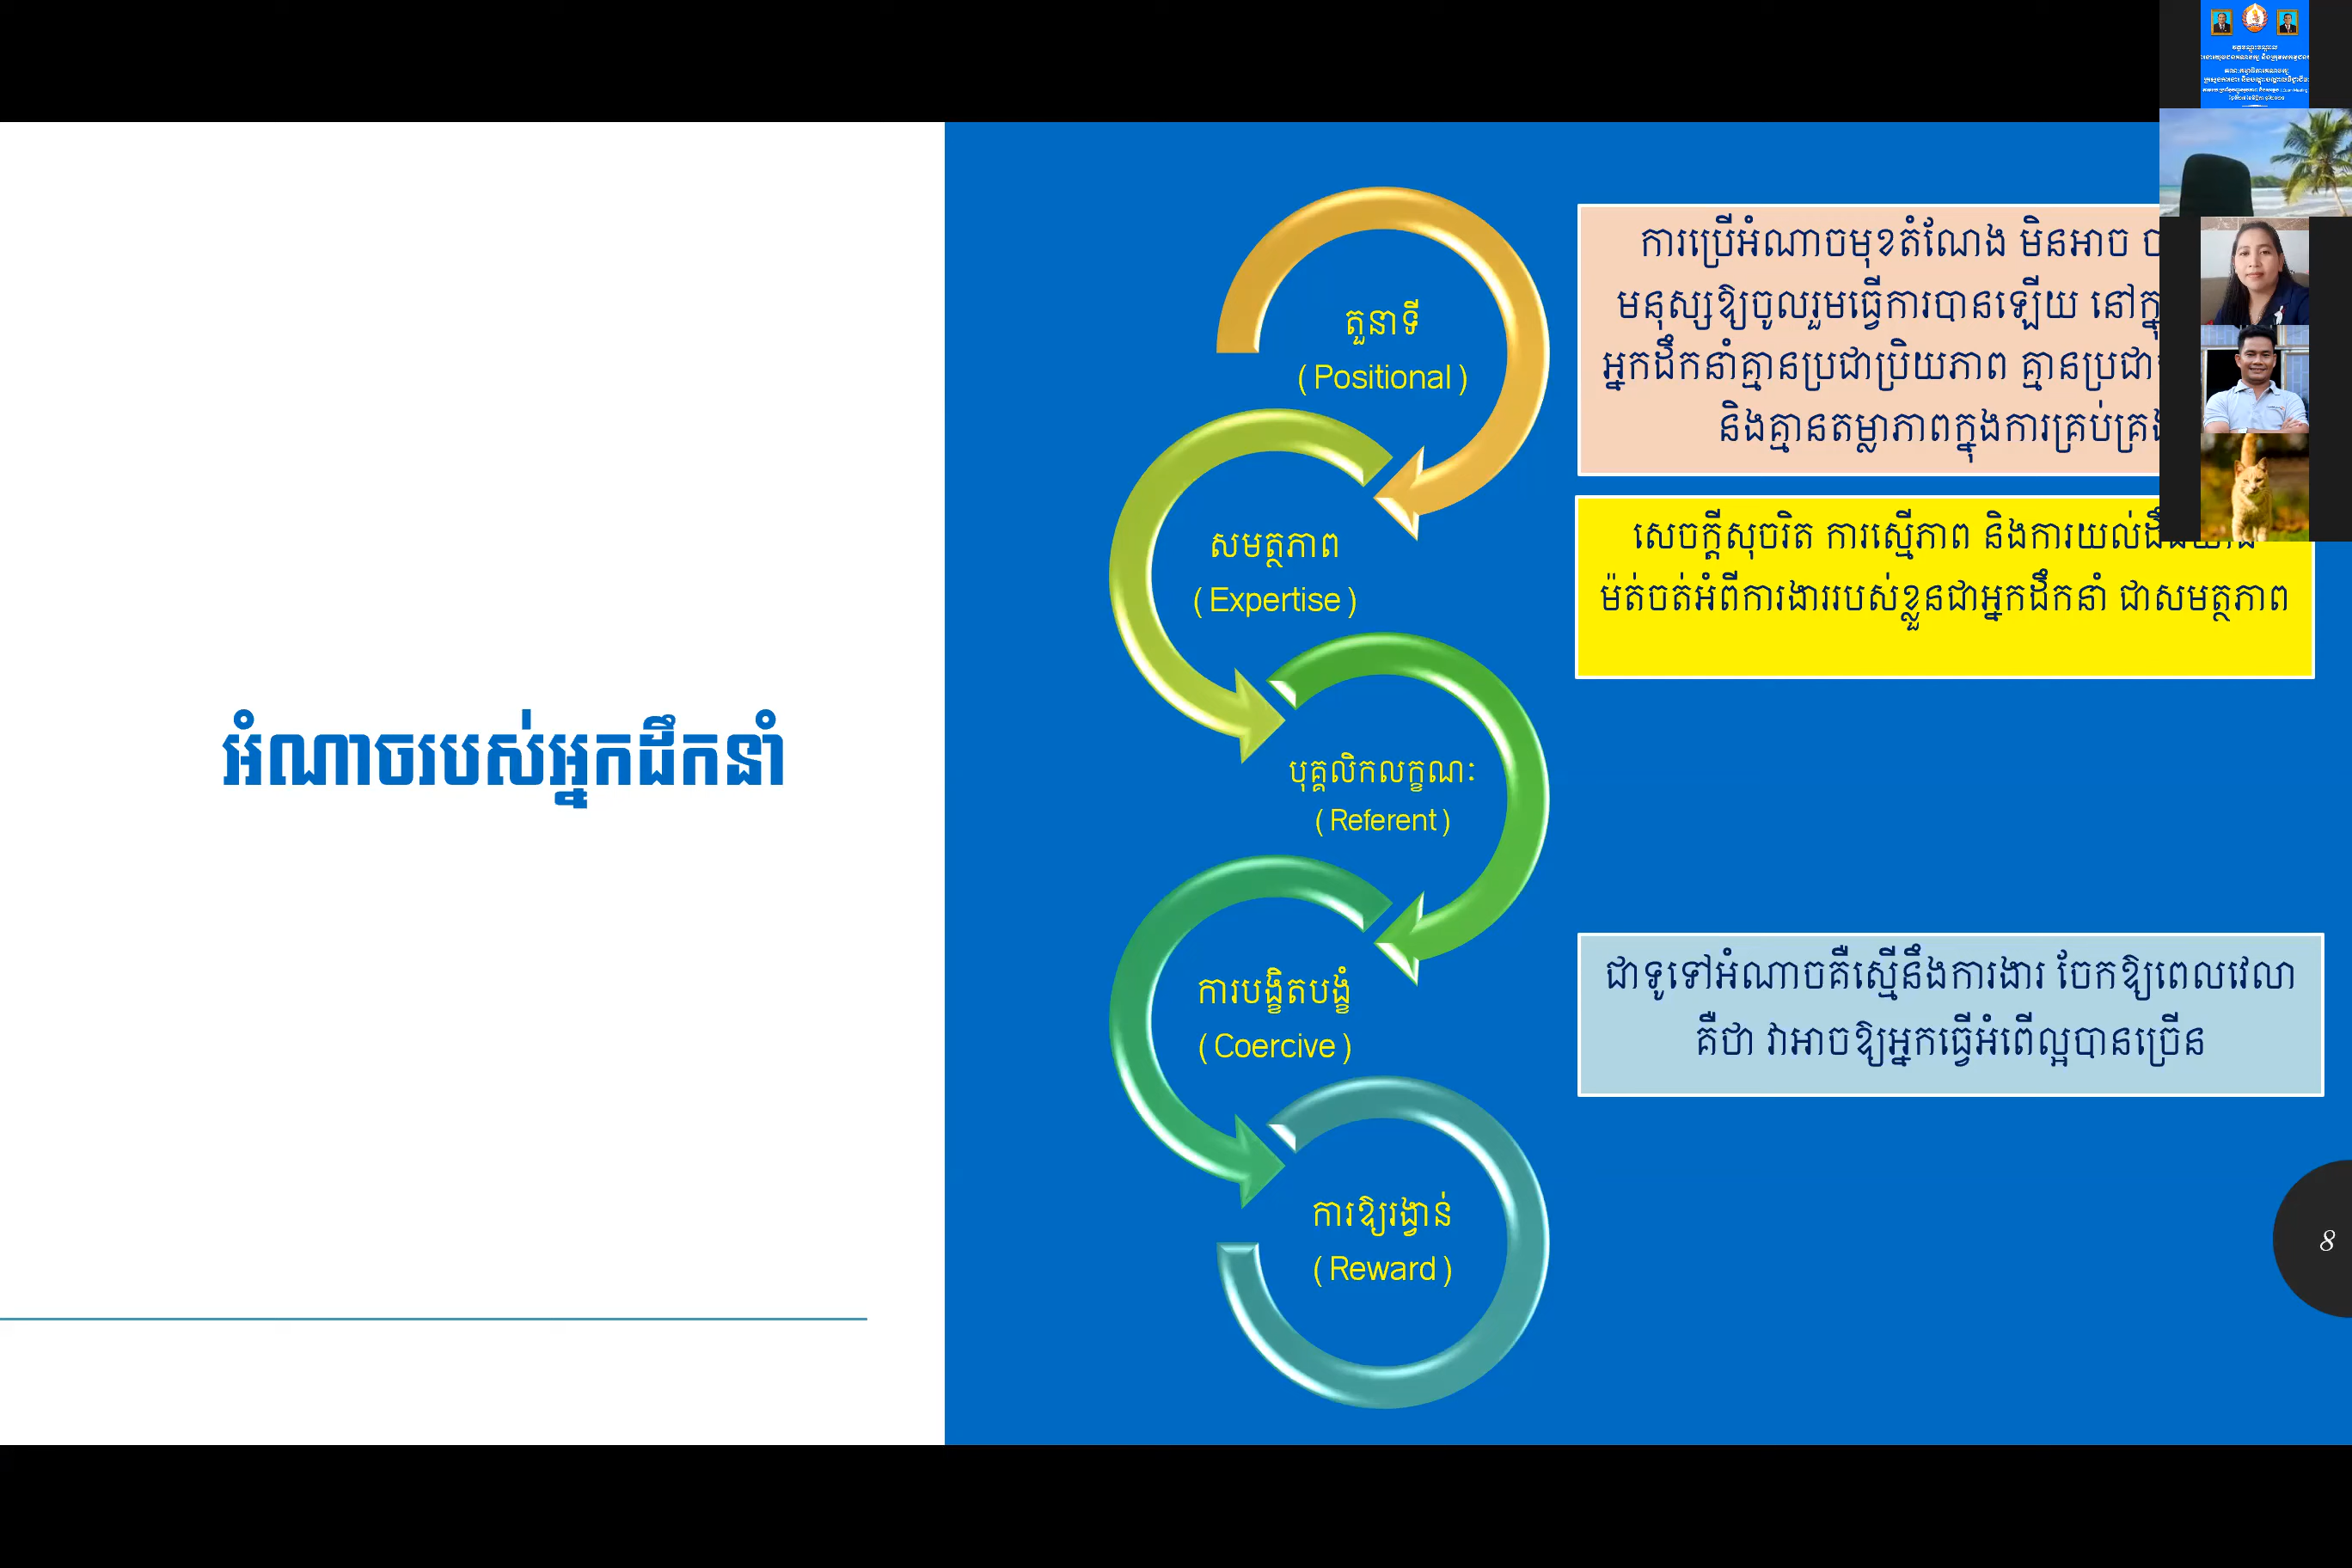 អំណាចរបស់អ្នកដឹកនាំ
តួនាទី
( Positional )
សមត្ថភាព
( Expertise )
បុគ្គលិកលក្ខណៈ
( Referent )
ការបង្ខិតបង្ខំ
( Coercive )
ការឱ្យរង្វាន់
( Reward )
ការប្រើអំណាចមុខតំណែង មិនអាច
មនុស្សឱ្យចូលរួមធ្វើការបានឡើយ នៅក្នុ
អ្នកដឹកនាំគ្មានប្រជាប្រិយភាព គ្មានប្រជា
និងគ្មានតម្លាភាពក្នុងការគ្រប់គ្រង
សេចក្ដីសុចរិត ការស្មើភាព និងការយល់ដឹងយ៉ាង
ម៉ត់ចត់អំពីការងាររបស់ខ្លួនជាអ្នកដឹកនាំ ជាសមត្ថភាព
ជាទូទៅអំណាចគឺស្មើនឹងការងារ ចែកឱ្យពេលវេលា
គឺថា វាអាចឱ្យអ្នកធ្វើអំពើល្អបានច្រើន
8